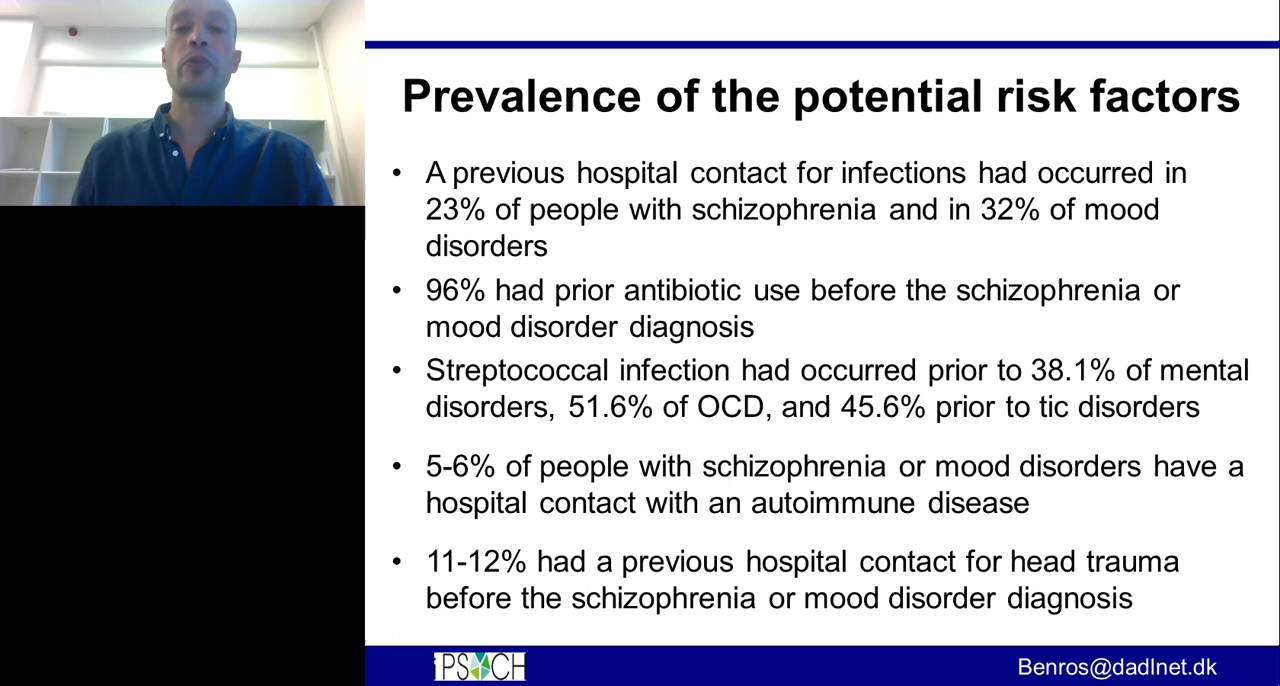 Prevalence of the potential risk factors
• A previous hospital contact for infections had occurred in
23% of people with schizophrenia and in 32% of mood
disorders
• 96% had prior antibiotic use before the schizophrenia or
mood disorder diagnosis
• Streptococcal infection had occurred prior to 38.1% of mental
disorders, 51.6% of OCD, and 45.6% prior to tic disorders
• 5-6% of people with schizophrenia or mood disorders have a
hospital contact with an autoimmune disease
• 11-12% had a previous hospital contact for head trauma
before the schizophrenia or mood disorder diagnosis
iPSYCH
Benros@dadlnet.dk